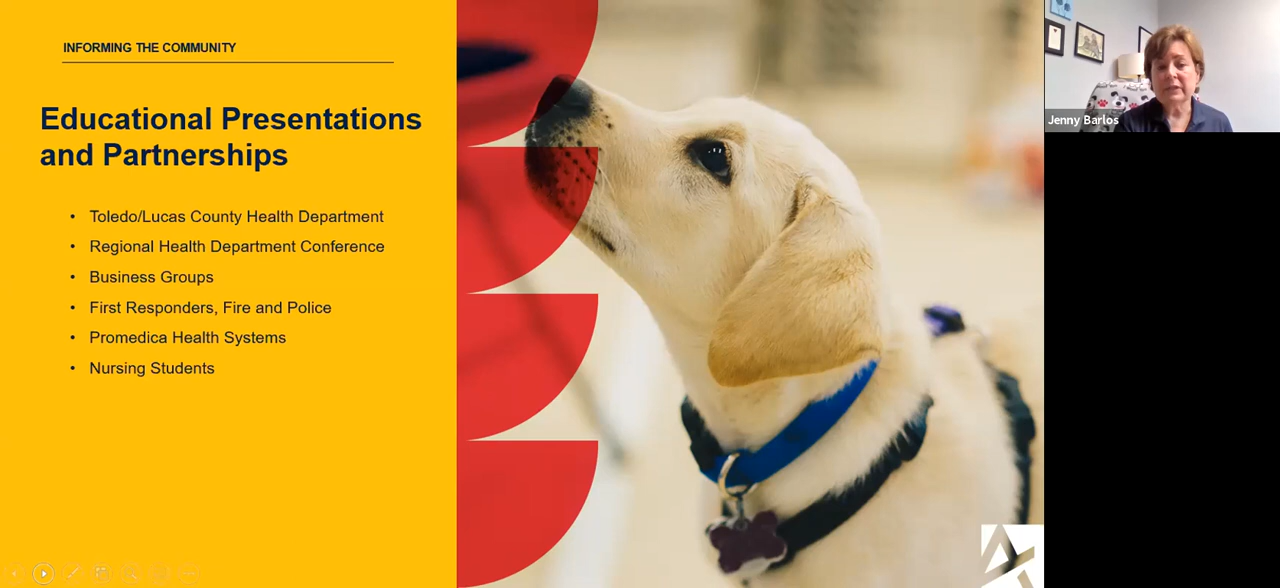 INFORMING THE COMMUNITY
Educational Presentations
and Partnerships
• Toledo/Lucas County Health Department
• Regional Health Department Conference
• Business Groups
• First Responders, Fire and Police
• Promedica Health Systems
• Nursing Students
Jenny Barlos